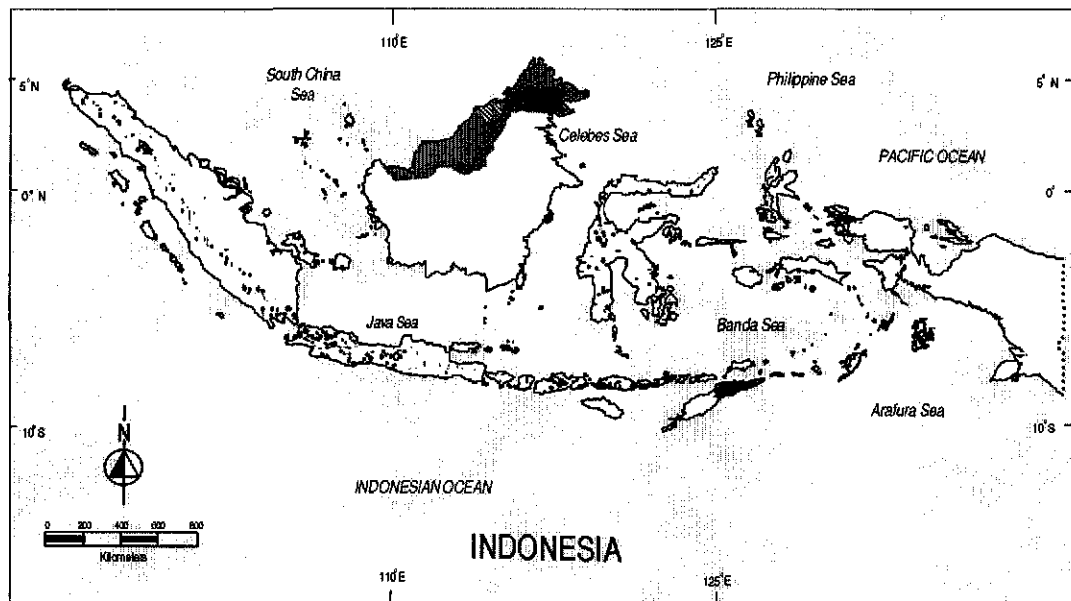 110°E
125°E
South China
Sea
Philippine Sea
5°N
5°N
Celebes Sea
PACIFIC OCEAN
0°N
0°
Java Sea
Banda Sea
Arafura Sea
10°S
10°S
N
INDONESIAN OCEAN
0 200 400 600 800
Kilometers
INDONESIA
110°E
125°E